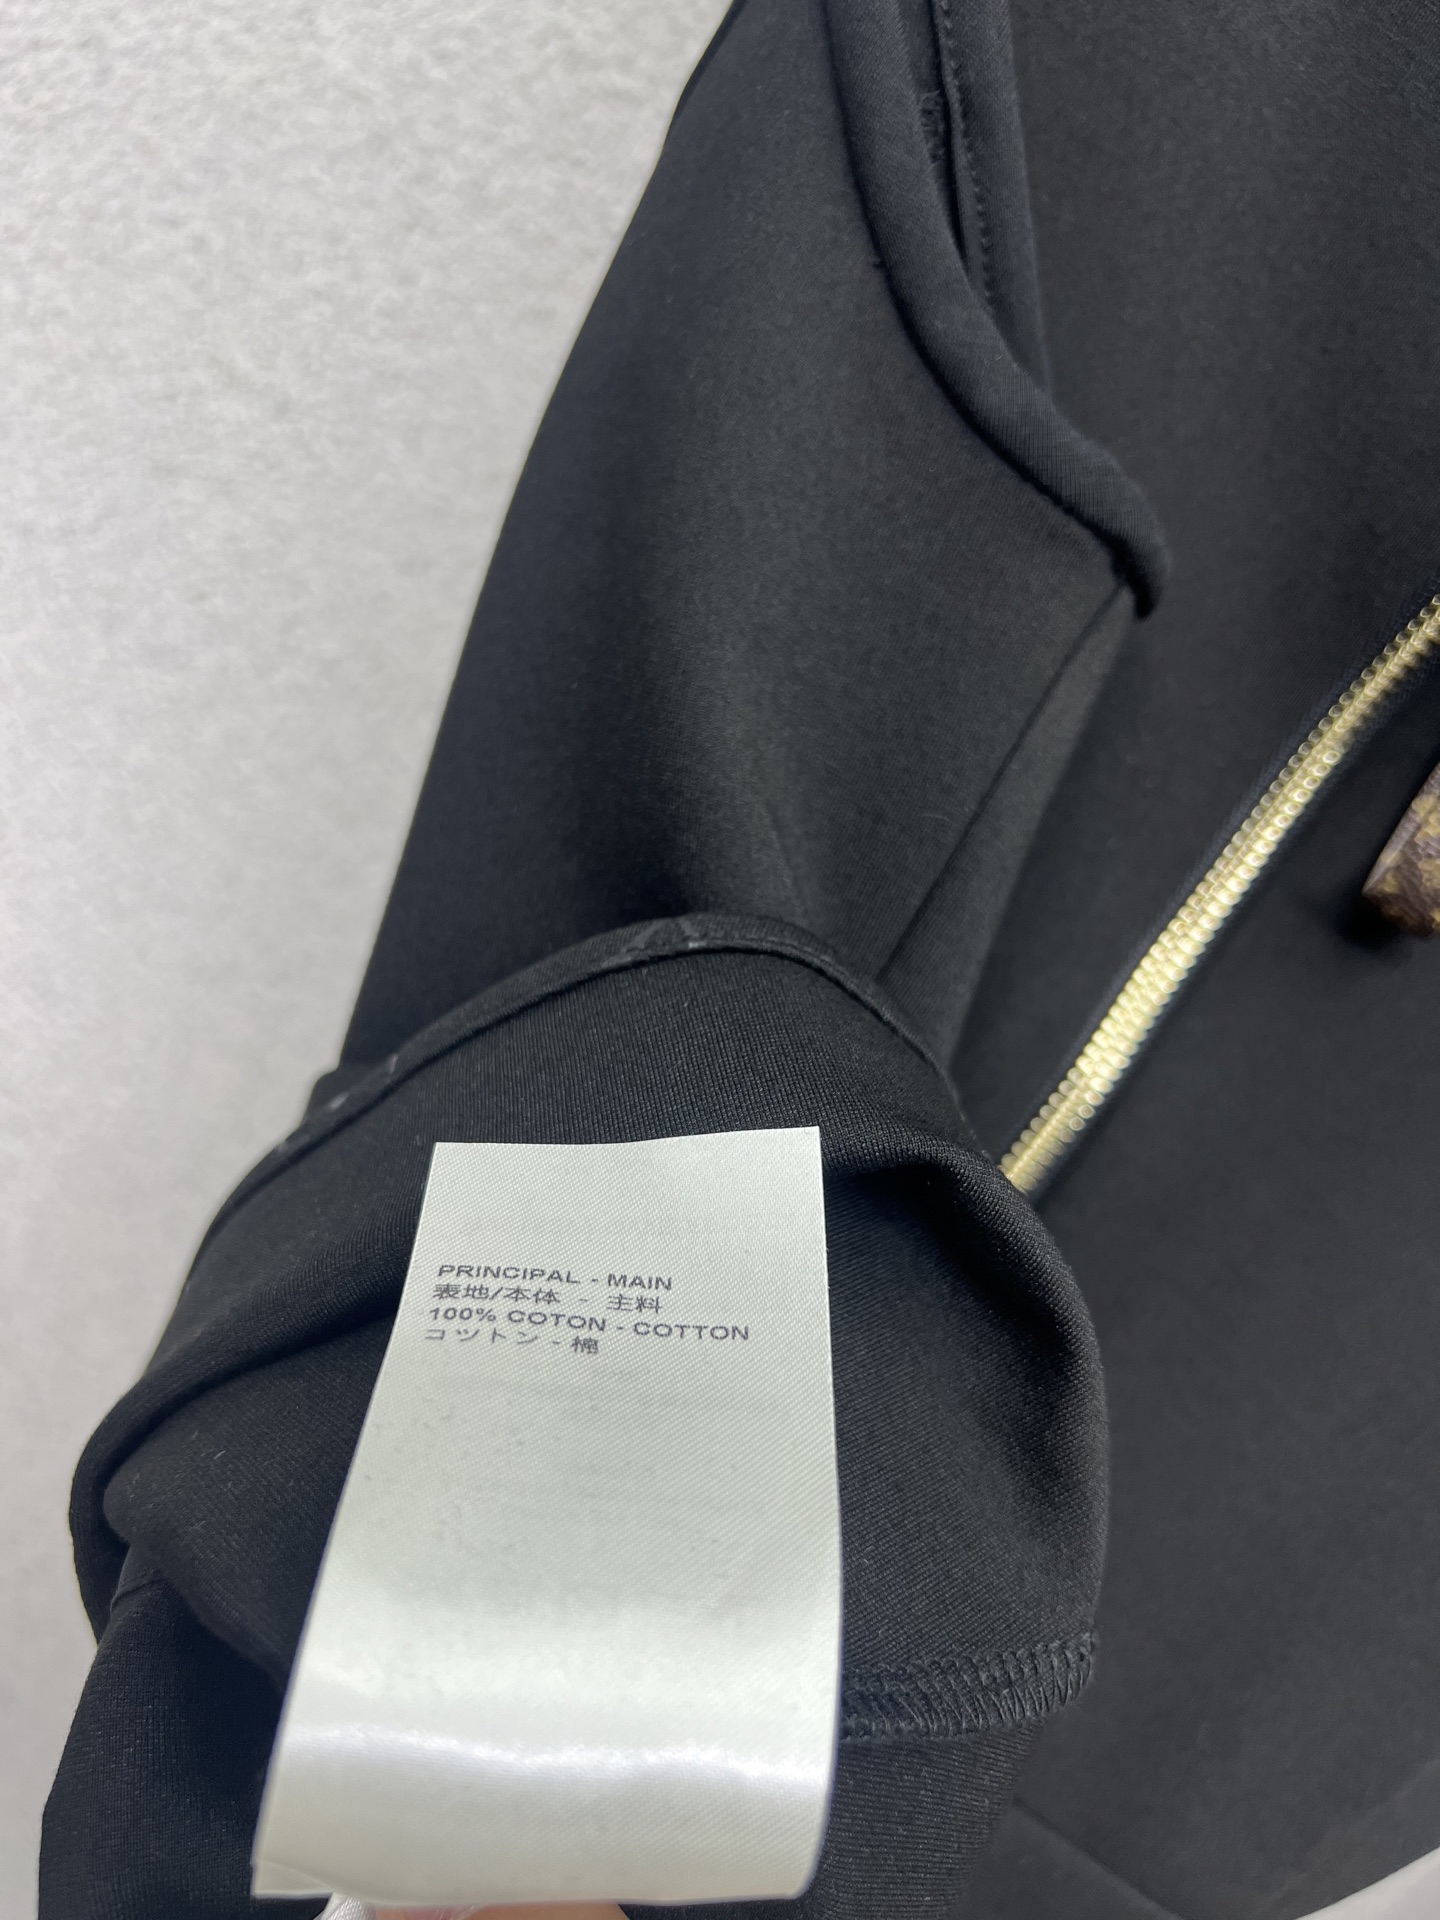 PRINCIPAL - MAIN
表地/本体 - 主料
100% COTON - COTTON
コットン - 棉